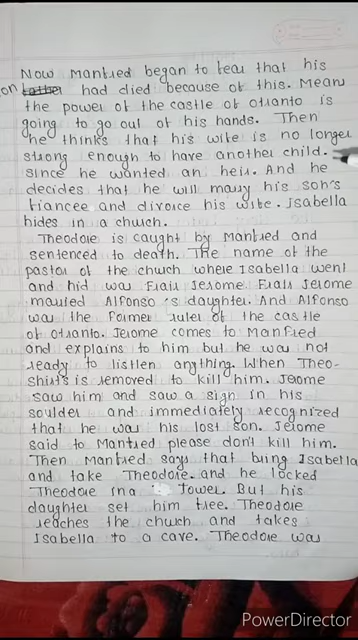 Now Manfred began to fear that his
on father had died because of this. Means
the power of the castle of otranto is
going to go out of his hands. Then
he thinks that his wife is no longer
strong enough to have another child.
since he wanted an heir. And he
decides that he will marry his son's
fiancee and divorce his wife. isabella
hides in a church.
Theodore is caught by Manfred and
sentenced to death. The name of the
pastor of the church where Isabella went
and hid was Friar Jerome. Friar Jerome
married Alfonso's daughter. And Alfonso
was the former ruler of the castle
of otranto. Jerome comes to Manfred
and explains to him but he was not
ready to listlen anything. When Theo-
shirt's is removed to kill him. Jerome
saw him and saw a sign in his
soulder and immediately recognized
that he was his lost son. Jerome
said to Manfred please don't kill him.
Then Manfred says that bring Isabella
and take Theodore. and he locked
Theodore in a tower. But his
daughter set him free. Theodore
reaches the church and takes
Isabella to a cave. Theodore was
PowerDirector